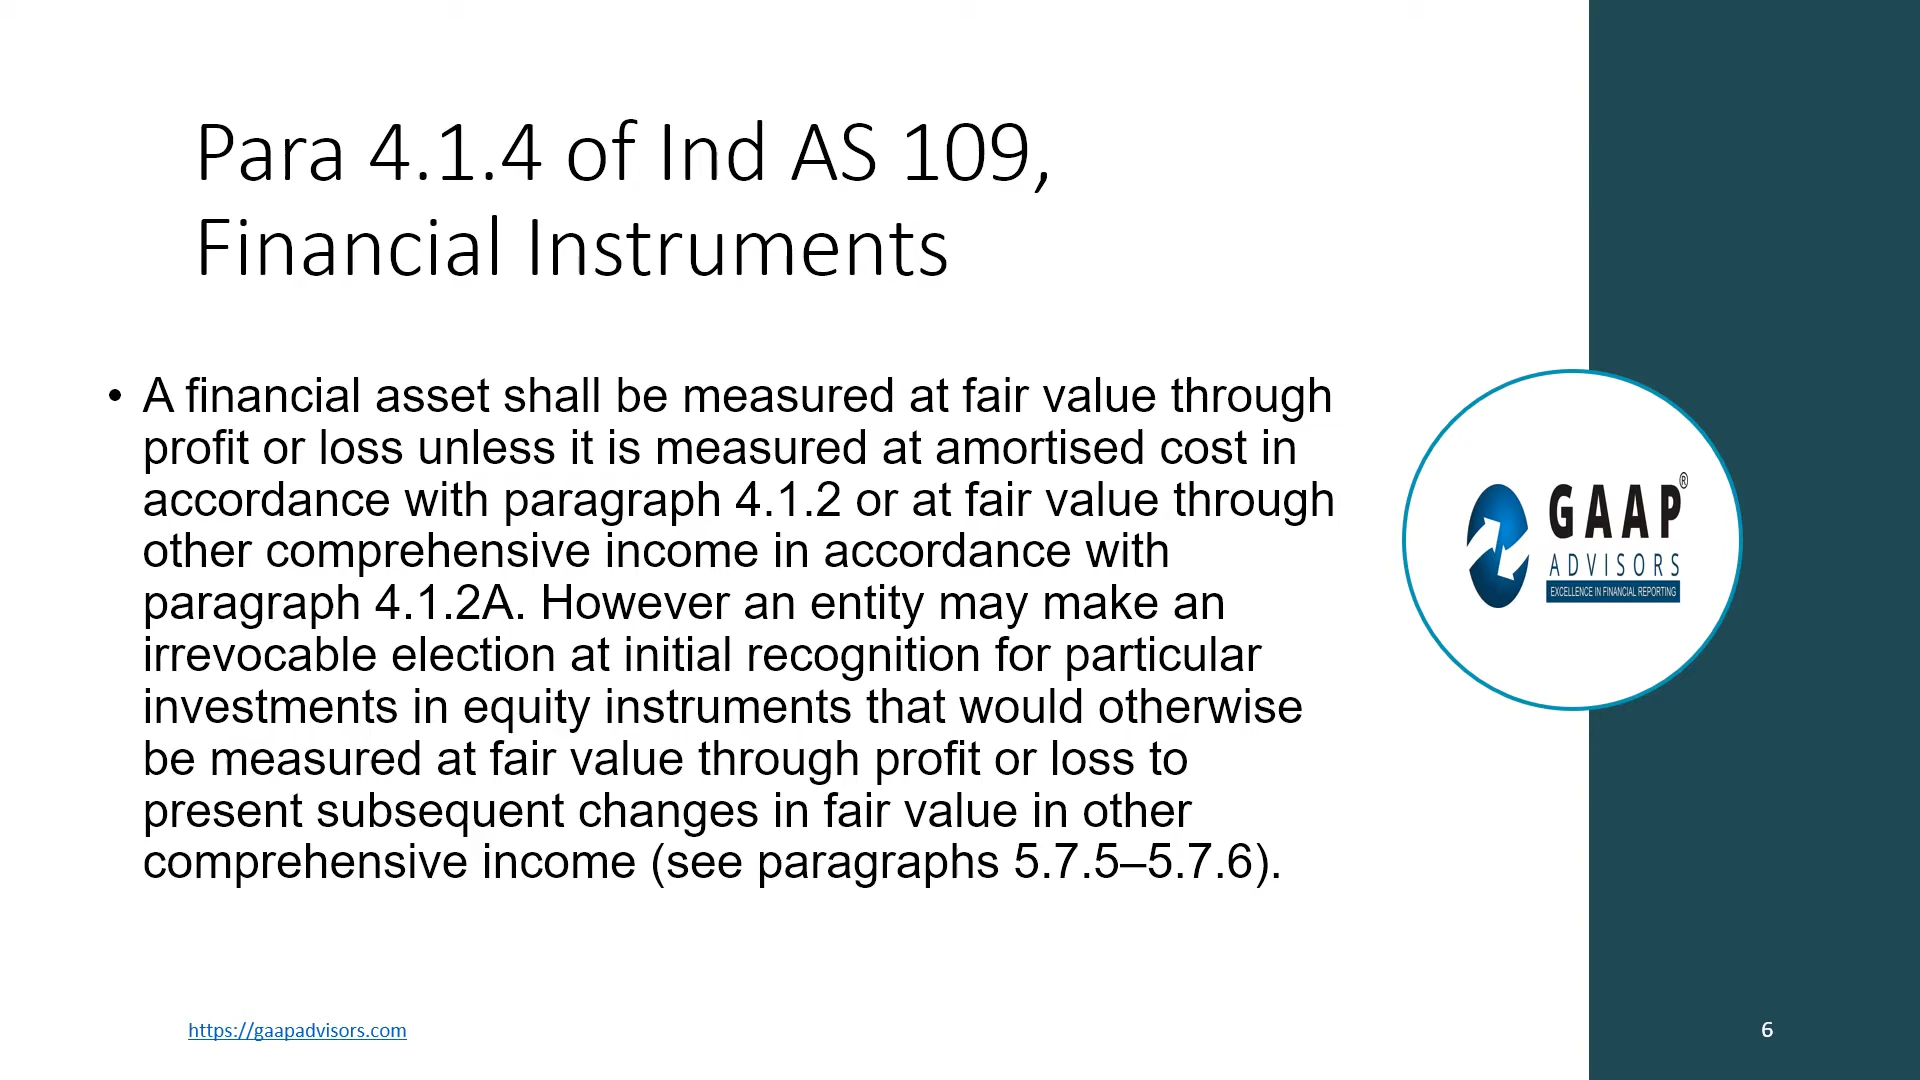 Para 4.1.4 of Ind AS 109,
Financial Instruments
• A financial asset shall be measured at fair value through
profit or loss unless it is measured at amortised cost in
accordance with paragraph 4.1.2 or at fair value through
other comprehensive income in accordance with
paragraph 4.1.2A. However an entity may make an
irrevocable election at initial recognition for particular
investments in equity instruments that would otherwise
be measured at fair value through profit or loss to
present subsequent changes in fair value in other
comprehensive income (see paragraphs 5.7.5–5.7.6).
GAAP®
ADVISORS
EXCELLENCE IN FINANCIAL REPORTING
https://gaapadvisors.com
6